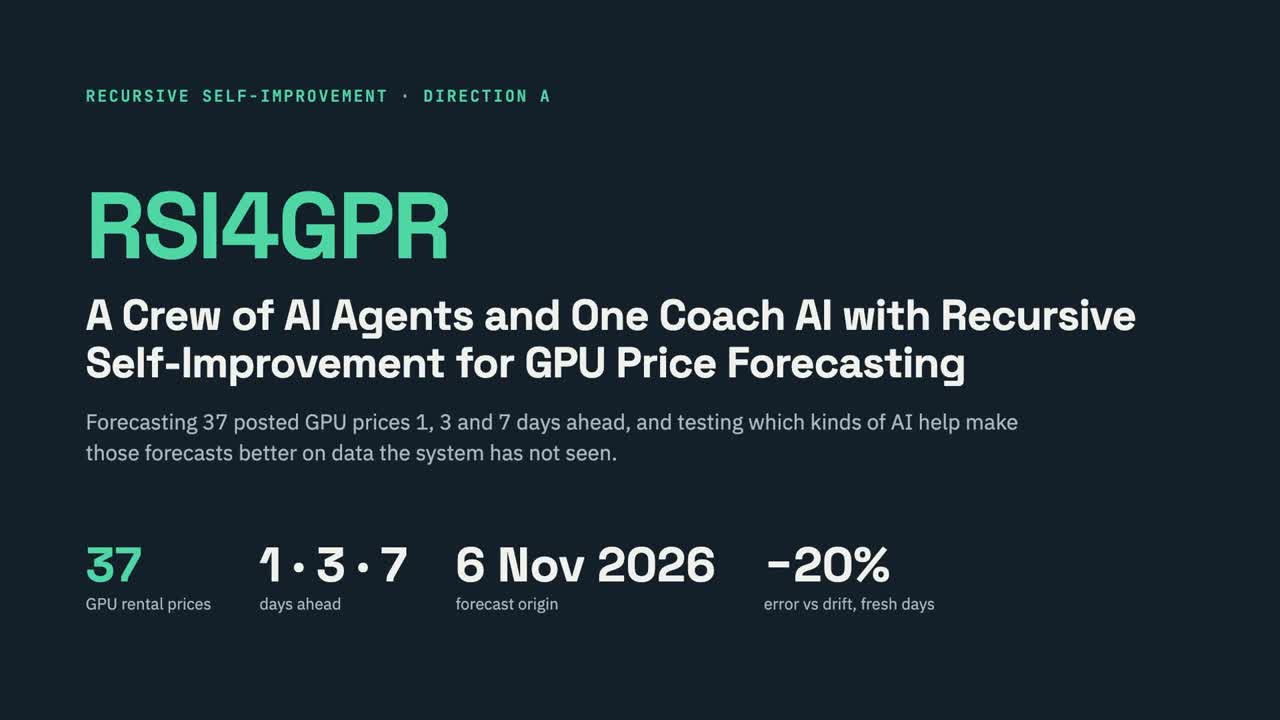 RECURSIVE SELF-IMPROVEMENT · DIRECTION A
RSI4GPR
A Crew of AI Agents and One Coach AI with Recursive
Self-Improvement for GPU Price Forecasting
Forecasting 37 posted GPU prices 1, 3 and 7 days ahead, and testing which kinds of AI help make
those forecasts better on data the system has not seen.
37
GPU rental prices
1 · 3 · 7
days ahead
6 Nov 2026
forecast origin
−20%
error vs drift, fresh days